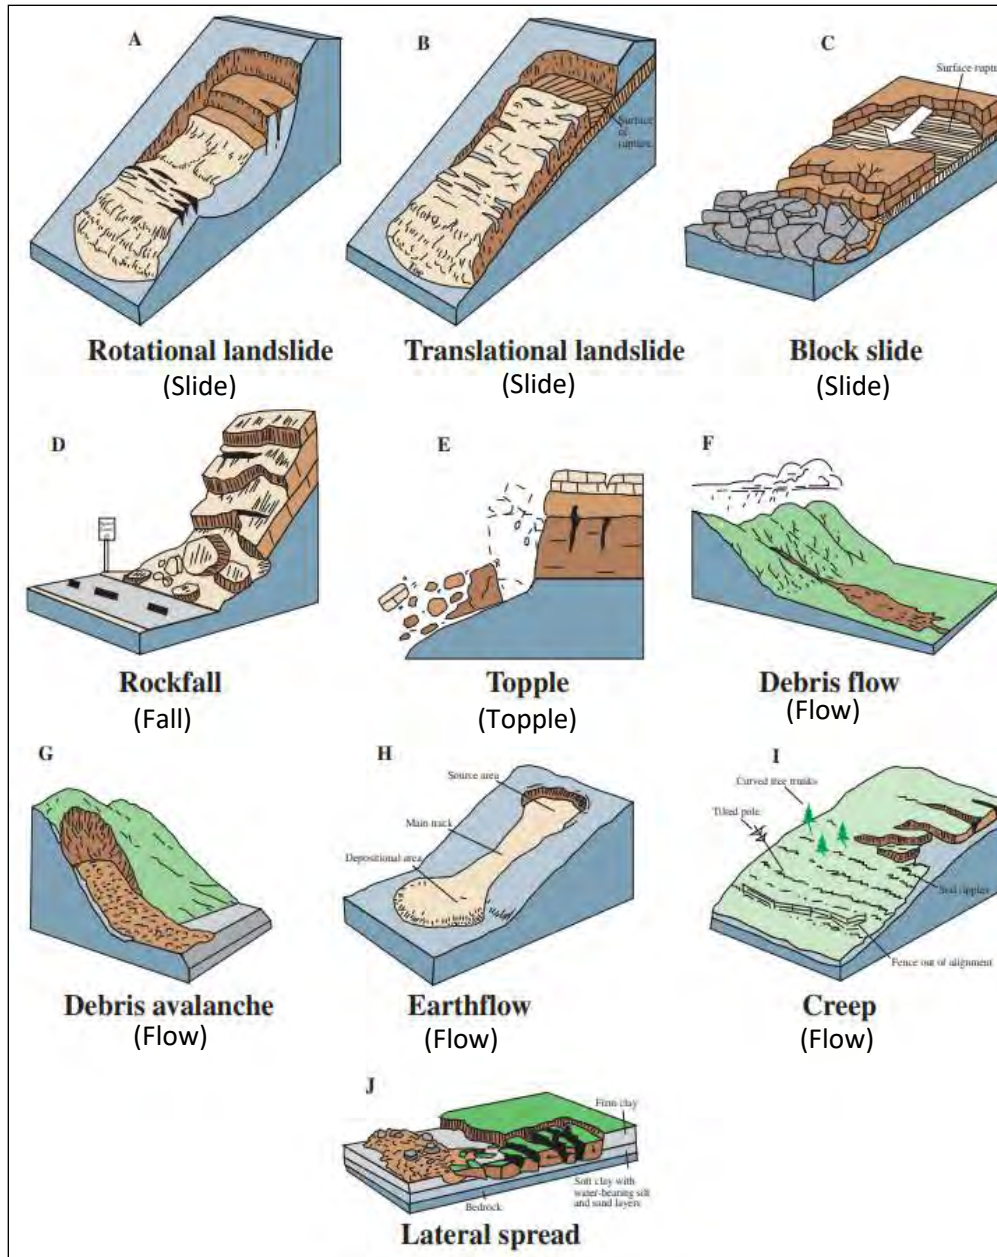 A
B
C
Surface ruptu
Surface
of
rupture
Toe
Rotational landslide
(Slide)
Translational landslide
(Slide)
Block slide
(Slide)
D
E
F
Rockfall
(Fall)
Topple
(Topple)
Debris flow
(Flow)
G
H
I
Source area
Main track
Depositional area
Curved tree trunks
Tilted pole
Soil ripples
Fence out of alignment
Debris avalanche
(Flow)
Earthflow
(Flow)
Creep
(Flow)
J
Firm clay
Soft clay with
water-bearing silt
and sand layers
Bedrock
Lateral spread